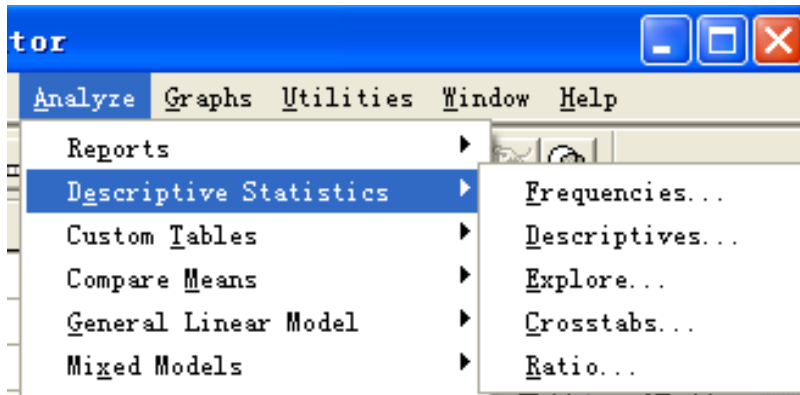 tor
Analyze Graphs Utilities Window Help
Reports
Descriptive Statistics
Custom Tables
Compare Means
General Linear Model
Mixed Models
Frequencies...
Descriptives...
Explore...
Crosstabs...
Ratio...